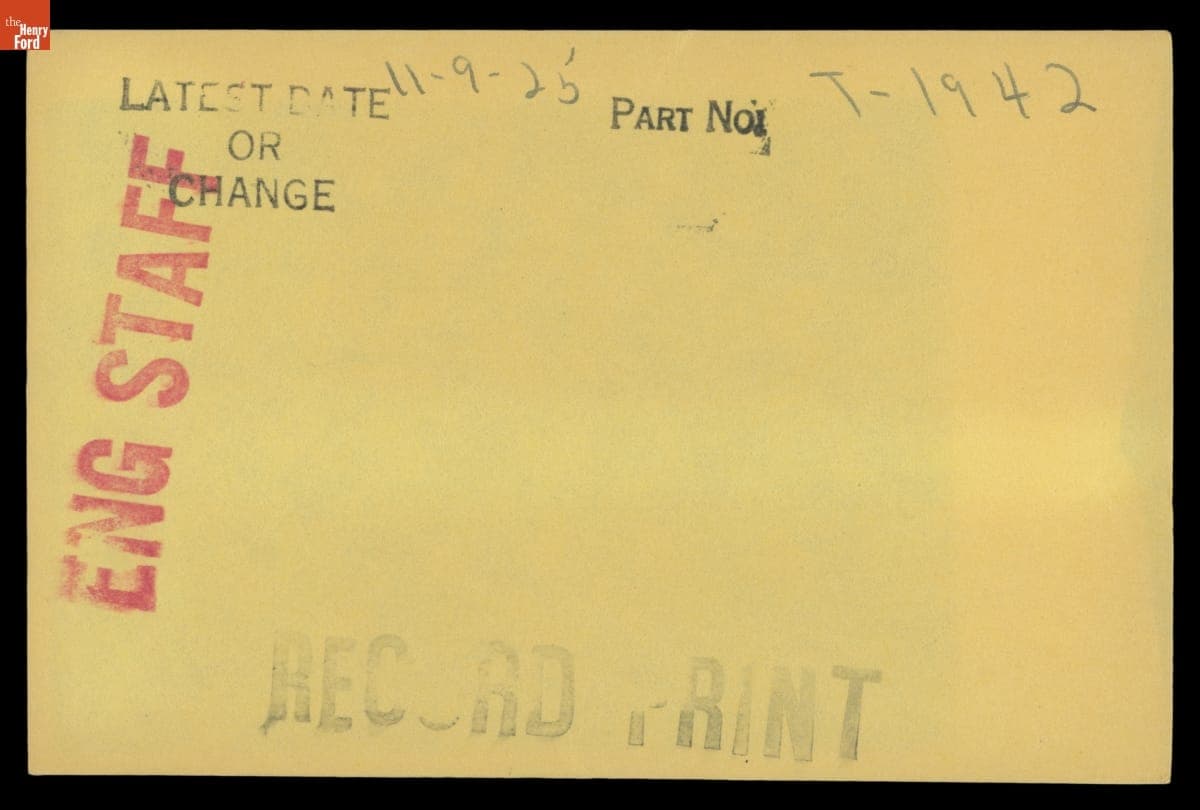 the
Henry
Ford
LATEST DATE 11-9-25 PART NO. T-1942
OR
CHANGE
ENG STAFF
RECORD PRINT